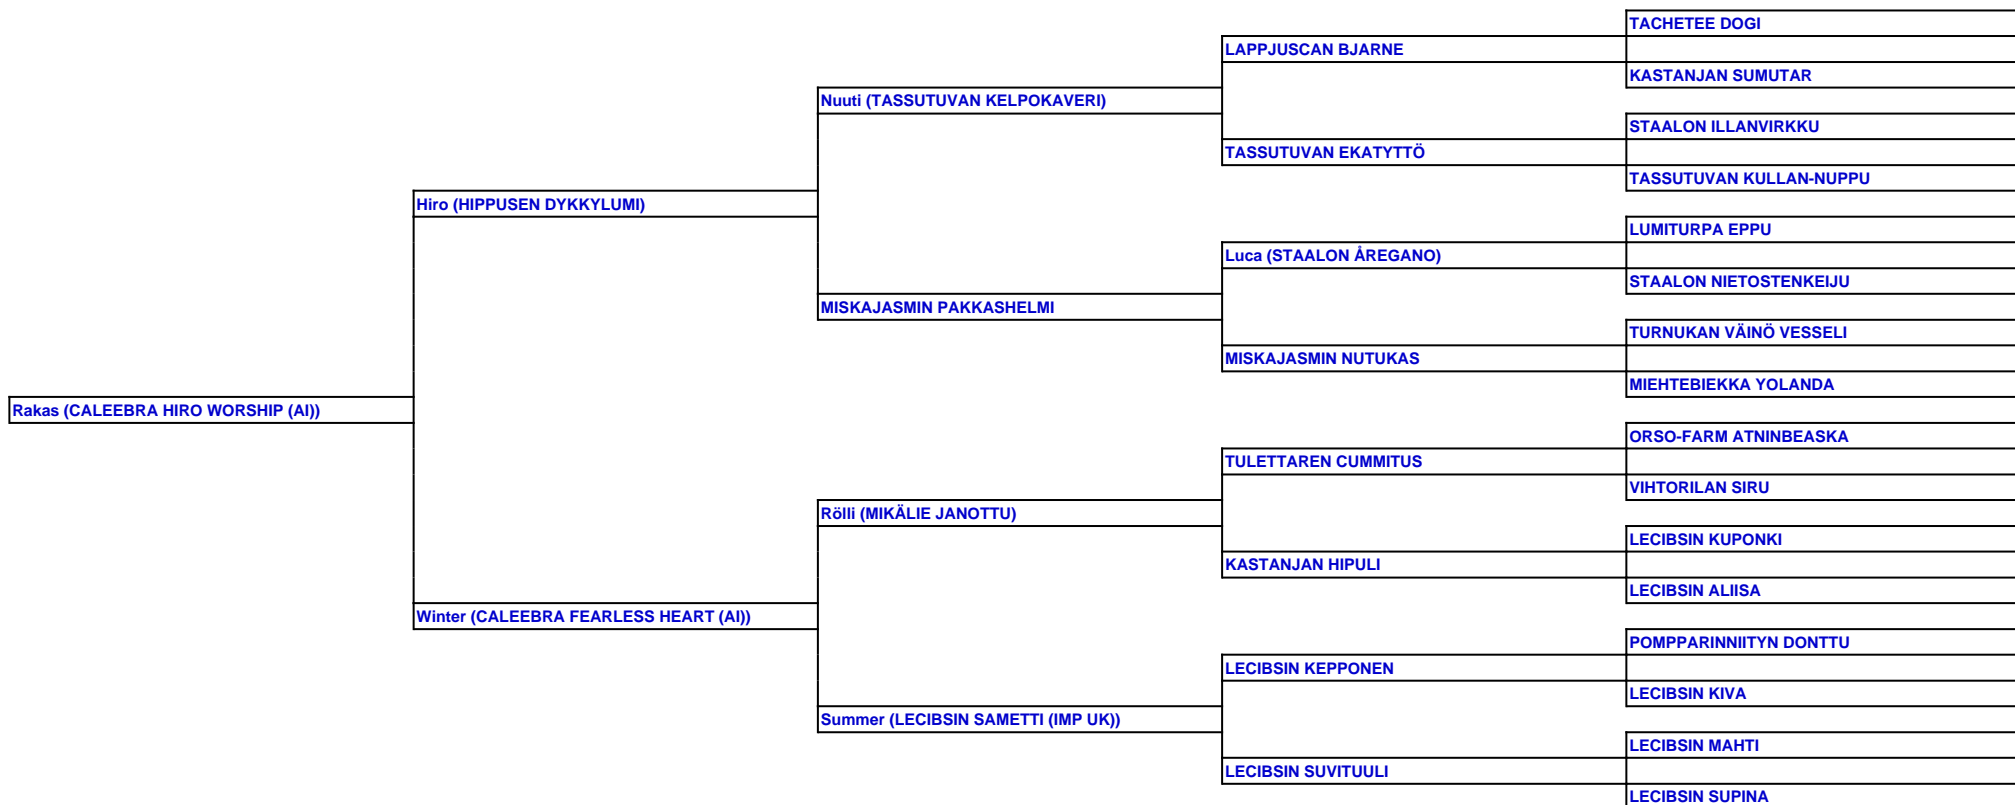 TACHETEE DOGI
LAPPJUSCAN BJARNE
KASTANJAN SUMUTAR
Nuuti (TASSUTUVAN KELPOKAVERI)
STAALON ILLANVIRKKU
TASSUTUVAN EKATYTTÖ
TASSUTUVAN KULLAN-NUPPU
Hiro (HIPPUSEN DYKKYLUMI)
LUMITURPA EPPU
Luca (STAALON ÅREGANO)
STAALON NIETOSTENKEIJU
MISKAJASMIN PAKKASHELMI
TURNUKAN VÄINÖ VESSELI
MISKAJASMIN NUTUKAS
MIEHTEBIEKKA YOLANDA
Rakas (CALEEBRA HIRO WORSHIP (AI))
ORSO-FARM ATNINBEASKA
TULETTAREN CUMMITUS
VIHTORILAN SIRU
Rölli (MIKÄLIE JANOTTU)
LECIBSIN KUPONKI
KASTANJAN HIPULI
LECIBSIN ALIISA
Winter (CALEEBRA FEARLESS HEART (AI))
POMPPARINNIITYN DONTTU
LECIBSIN KEPPONEN
LECIBSIN KIVA
Summer (LECIBSIN SAMETTI (IMP UK))
LECIBSIN MAHTI
LECIBSIN SUVITUULI
LECIBSIN SUPINA